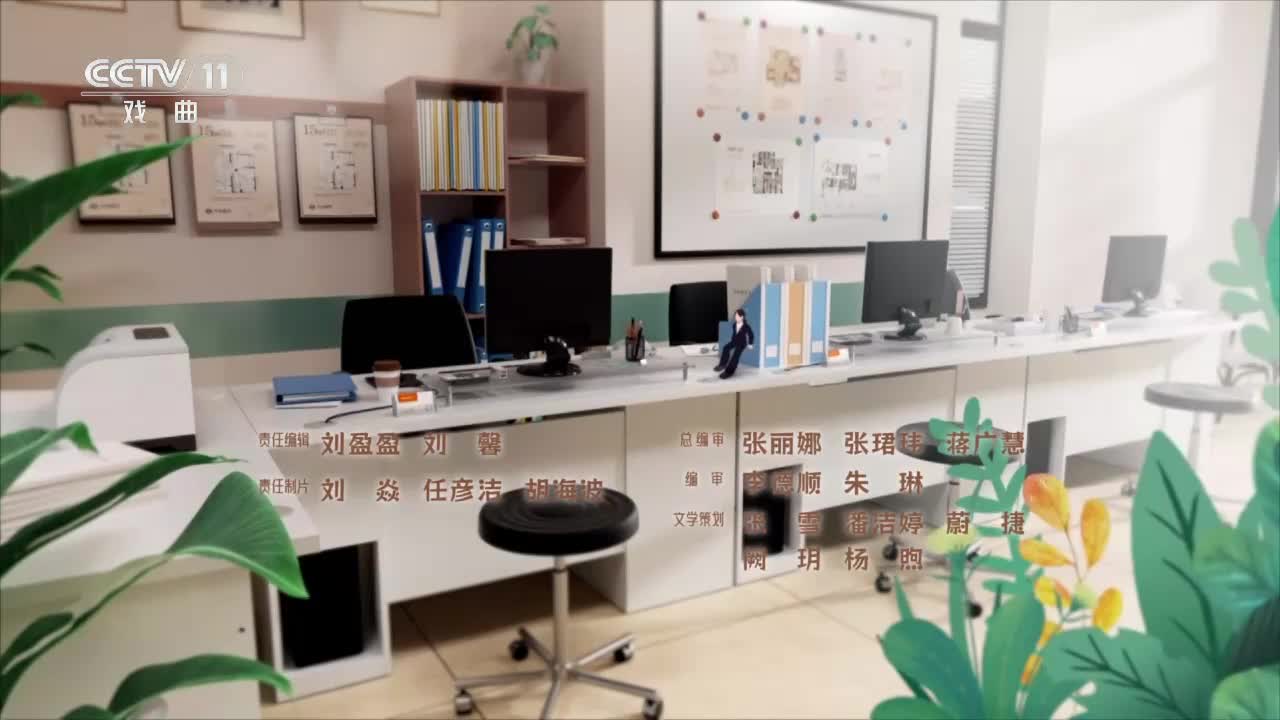 CCTV 11
戏 曲
责任编辑 刘盈盈 刘 馨
责任制片 刘 焱 任彦洁 胡海波
总编审 张丽娜 张珺玮 蒋广慧
编 审 李德顺 朱 琳
文学策划 张 雪 潘洁婷 蔚 捷
阙 玥 杨 煦